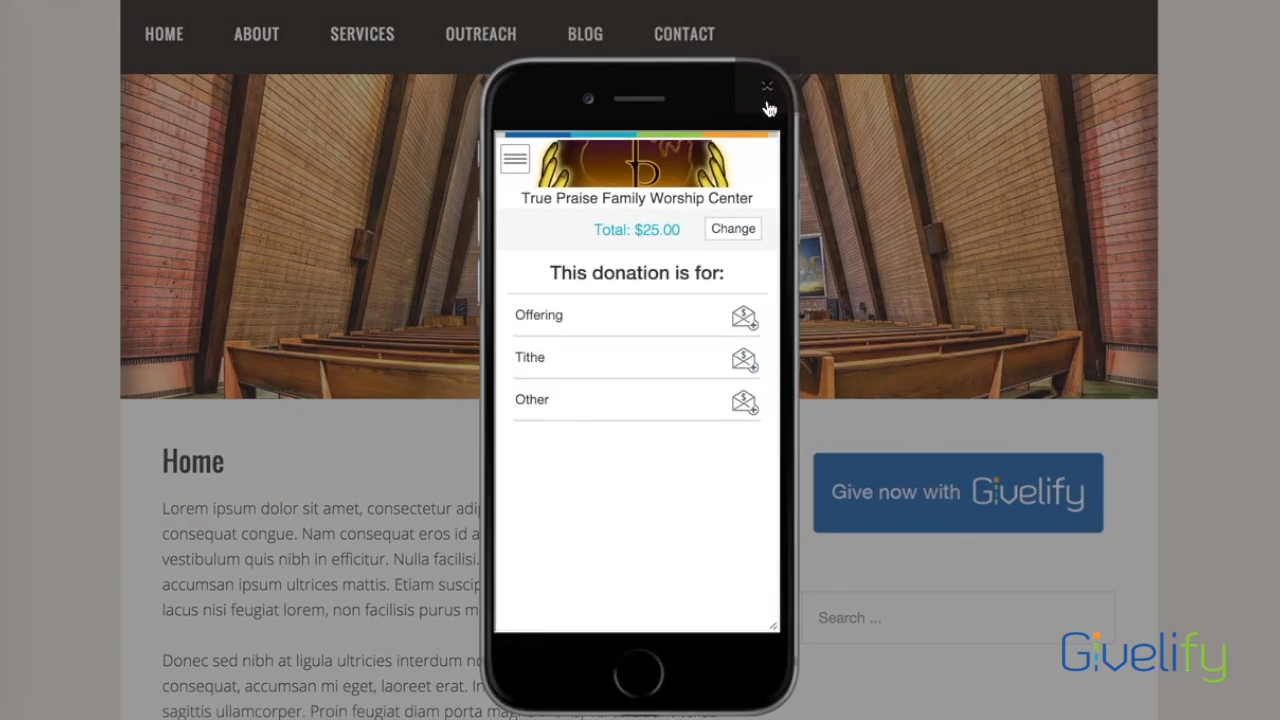 HOME ABOUT SERVICES OUTREACH BLOG CONTACT
True Praise Family Worship Center
Total: $25.00 Change
This donation is for:
Offering
Tithe
Other
Home
Lorem ipsum dolor sit amet, consectetur adip
consequat congue. Nam consequat eros id a
vestibulum quis nibh in efficitur. Nulla facilisi.
accumsan ipsum ultrices mattis. Etiam suscip
lacus nisi feugiat lorem, non facilisis purus m
Donec sed nibh at ligula ultricies interdum no
consequat, accumsan mi eget, laoreet erat. In
sagittis ullamcorper. Proin feugiat diam porta
Give now with Givelify
Search ...
Givelify